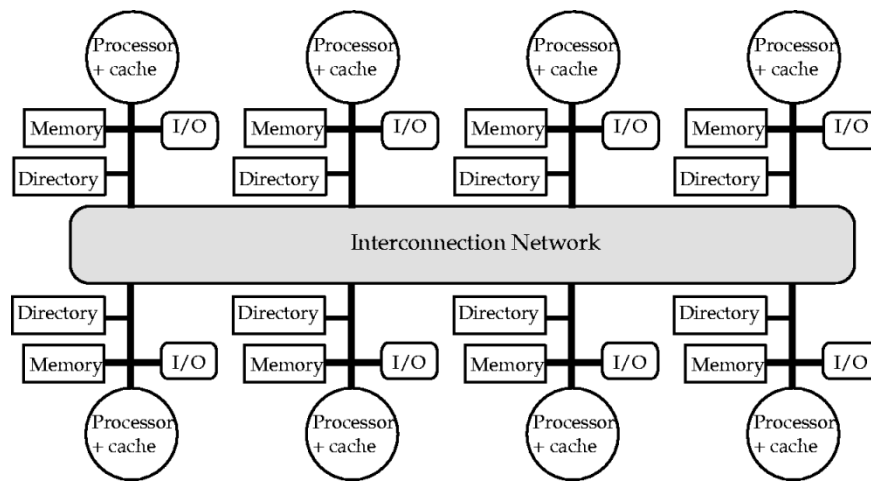 Processor
+ cache
Processor
+ cache
Processor
+ cache
Processor
+ cache
Memory
I/O
Memory
I/O
Memory
I/O
Memory
I/O
Directory
Directory
Directory
Directory
Interconnection Network
Directory
Directory
Directory
Directory
Memory
I/O
Memory
I/O
Memory
I/O
Memory
I/O
Processor
+ cache
Processor
+ cache
Processor
+ cache
Processor
+ cache